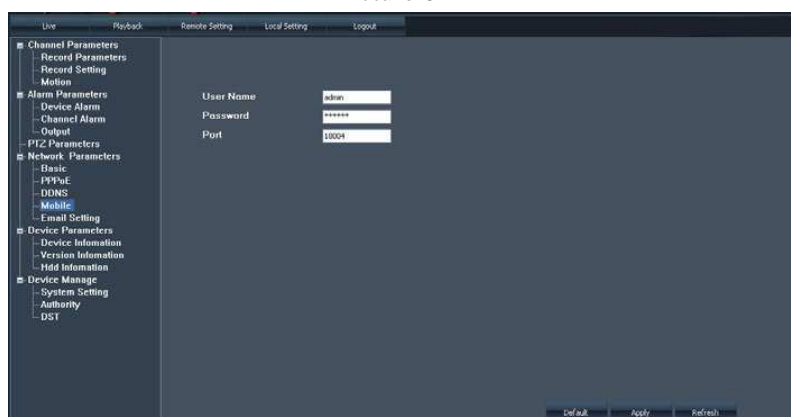 Live Playback Remote Setting Local Setting Logout
Channel Parameters
Record Parameters
Record Setting
Motion
Alarm Parameters
Device Alarm
Channel Alarm
Output
PTZ Parameters
Network Parameters
Basic
PPPoE
DDNS
Mobile
Email Setting
Device Parameters
Device Infomation
Version Infomation
Hdd Infomation
Device Manage
System Setting
Authority
DST
User Name admin
Password ******
Port 10004
Default Apply Refresh